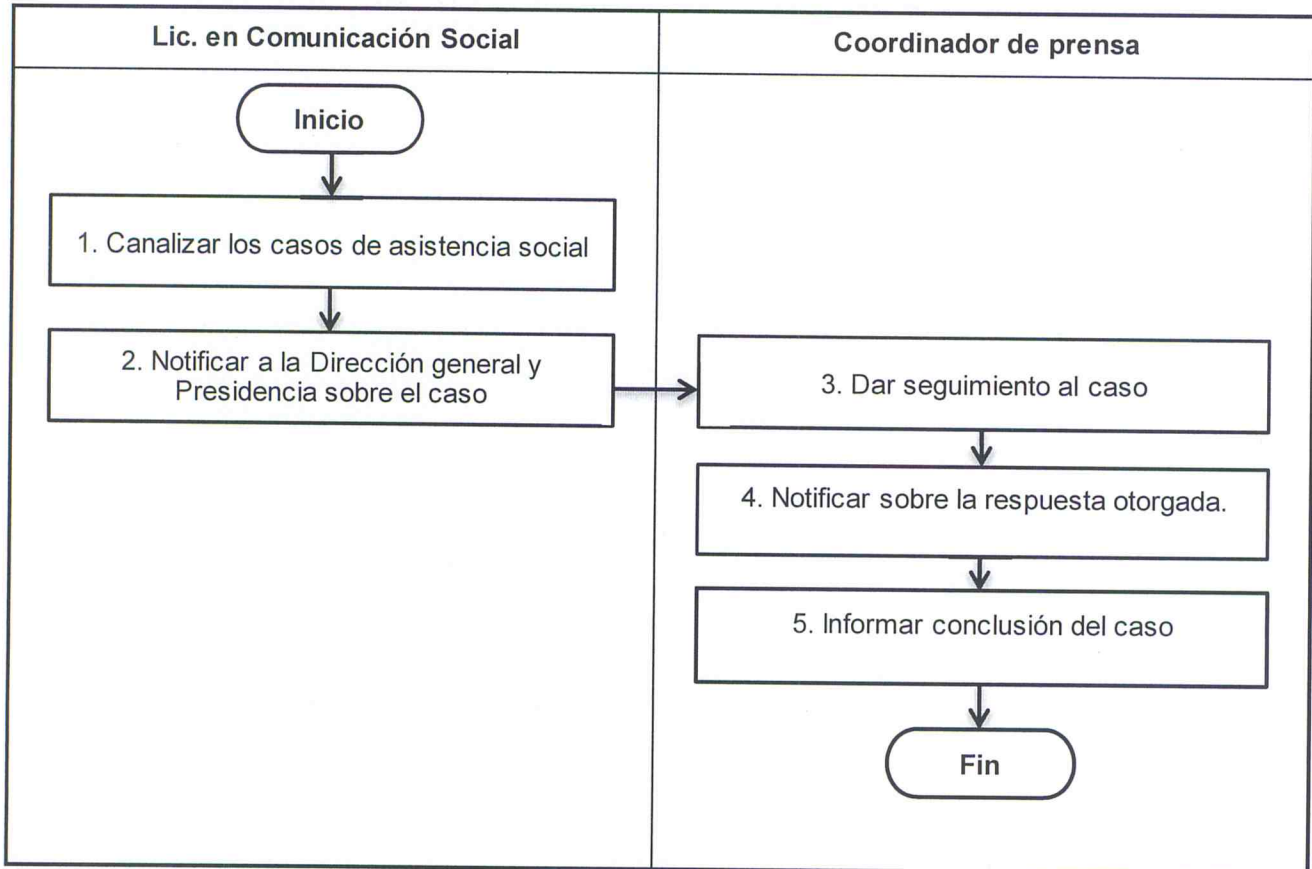 Lic. en Comunicación Social
Coordinador de prensa
Inicio
1. Canalizar los casos de asistencia social
2. Notificar a la Dirección general y
Presidencia sobre el caso
3. Dar seguimiento al caso
4. Notificar sobre la respuesta otorgada.
5. Informar conclusión del caso
Fin